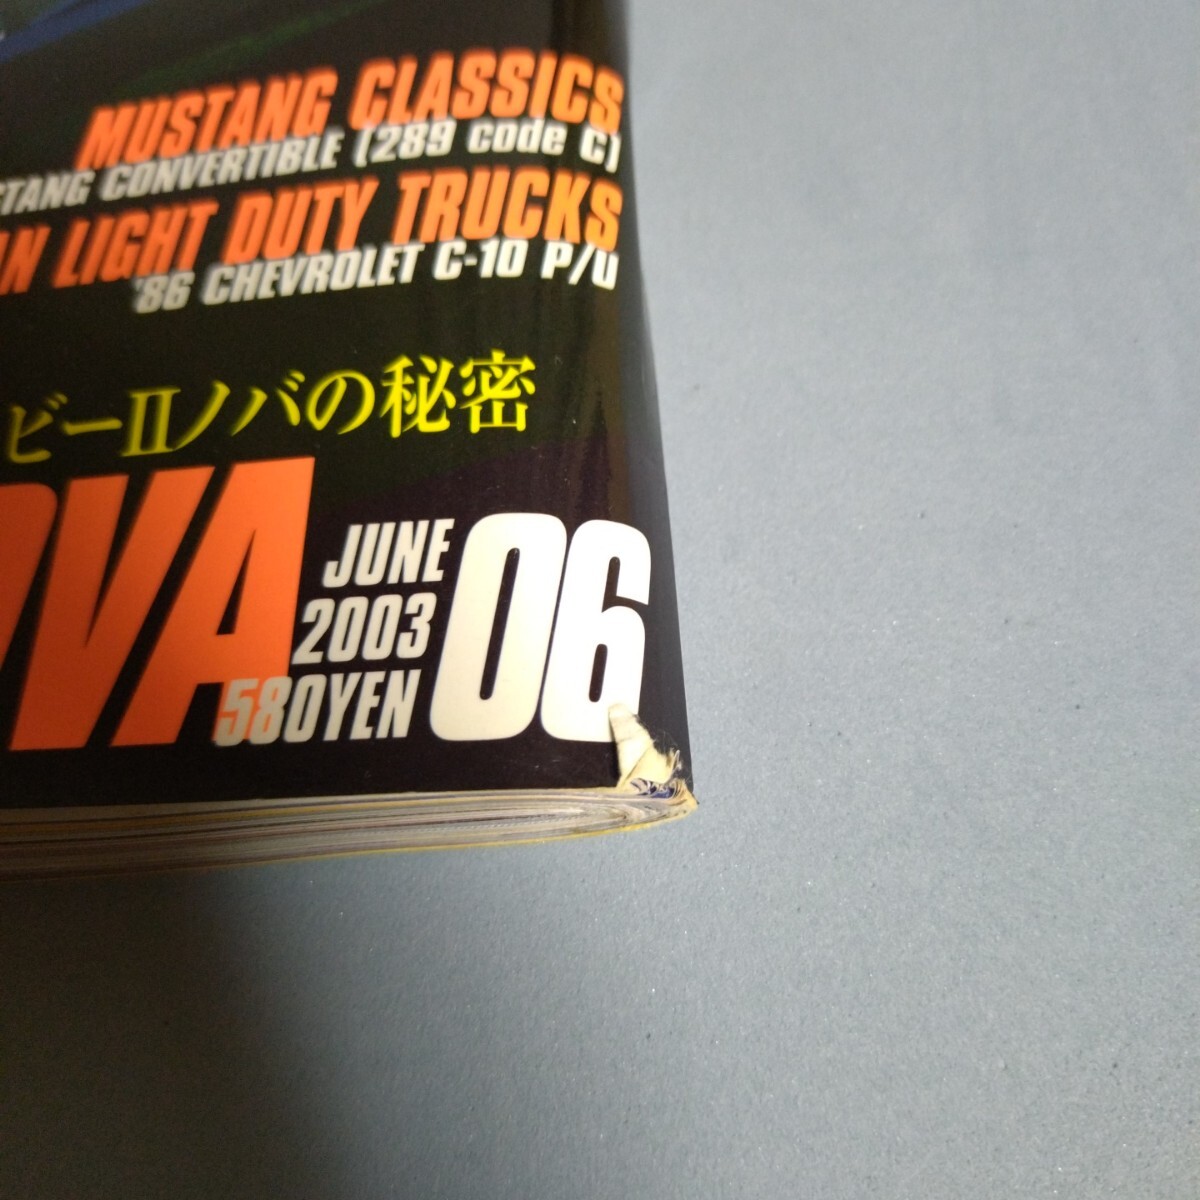 MUSTANG CLASSICS
CONVERTIBLE (289 code C)
LIGHT DUTY TRUCKS
'86 CHEVROLET C-10 P/U
ビーIIノバの秘密
JUNE
2003
580YEN
06